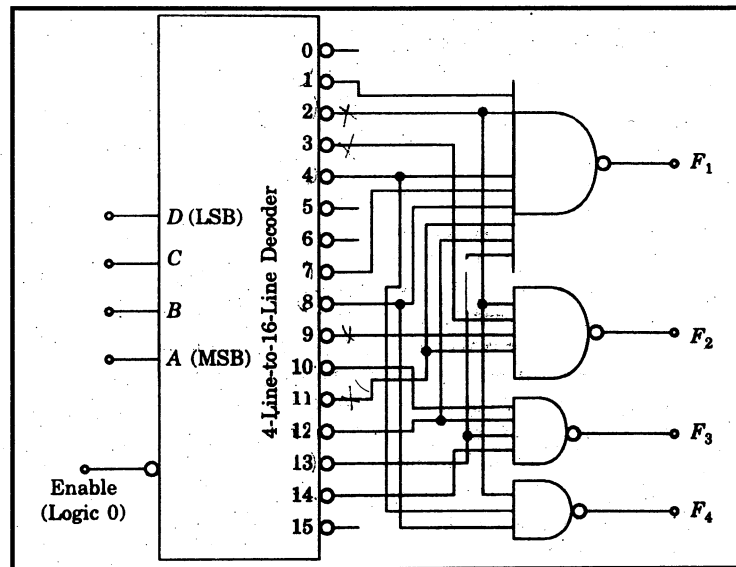 0
1
2
3
4
5
6
7
8
9
10
11
12
13
14
15
4-Line-to-16-Line Decoder
D (LSB)
C
B
A (MSB)
Enable
(Logic 0)
F₁
F₂
F₃
F₄